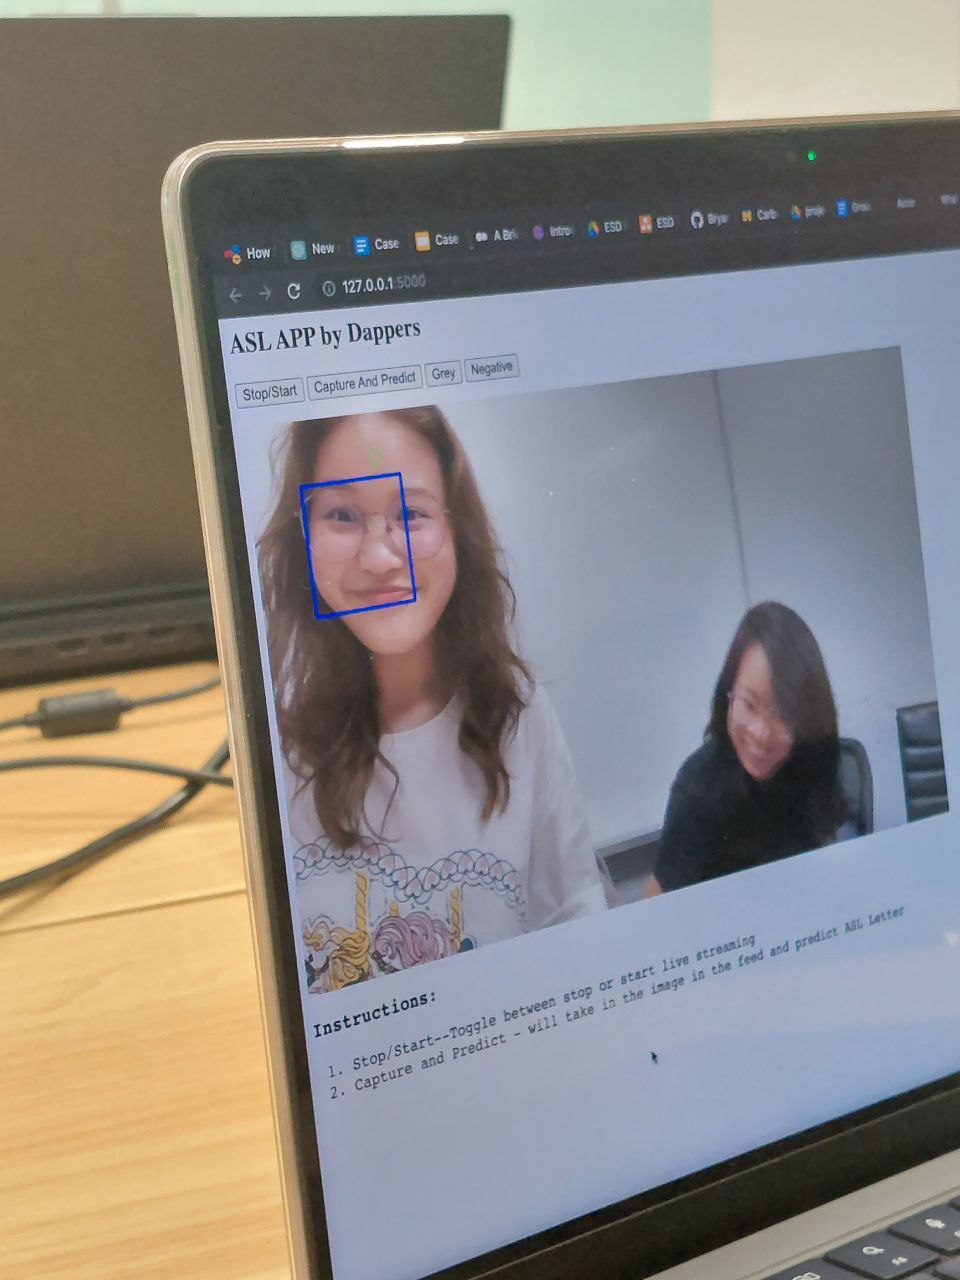 How New Case Case A Bri Intro ESD ESD Brya Carb proje Grou
127.0.0.1:5000
ASL APP by Dappers
Stop/Start Capture And Predict Grey Negative
Instructions:
1. Stop/Start--Toggle between stop or start live streaming
2. Capture and Predict - will take in the image in the feed and predict ASL Letter